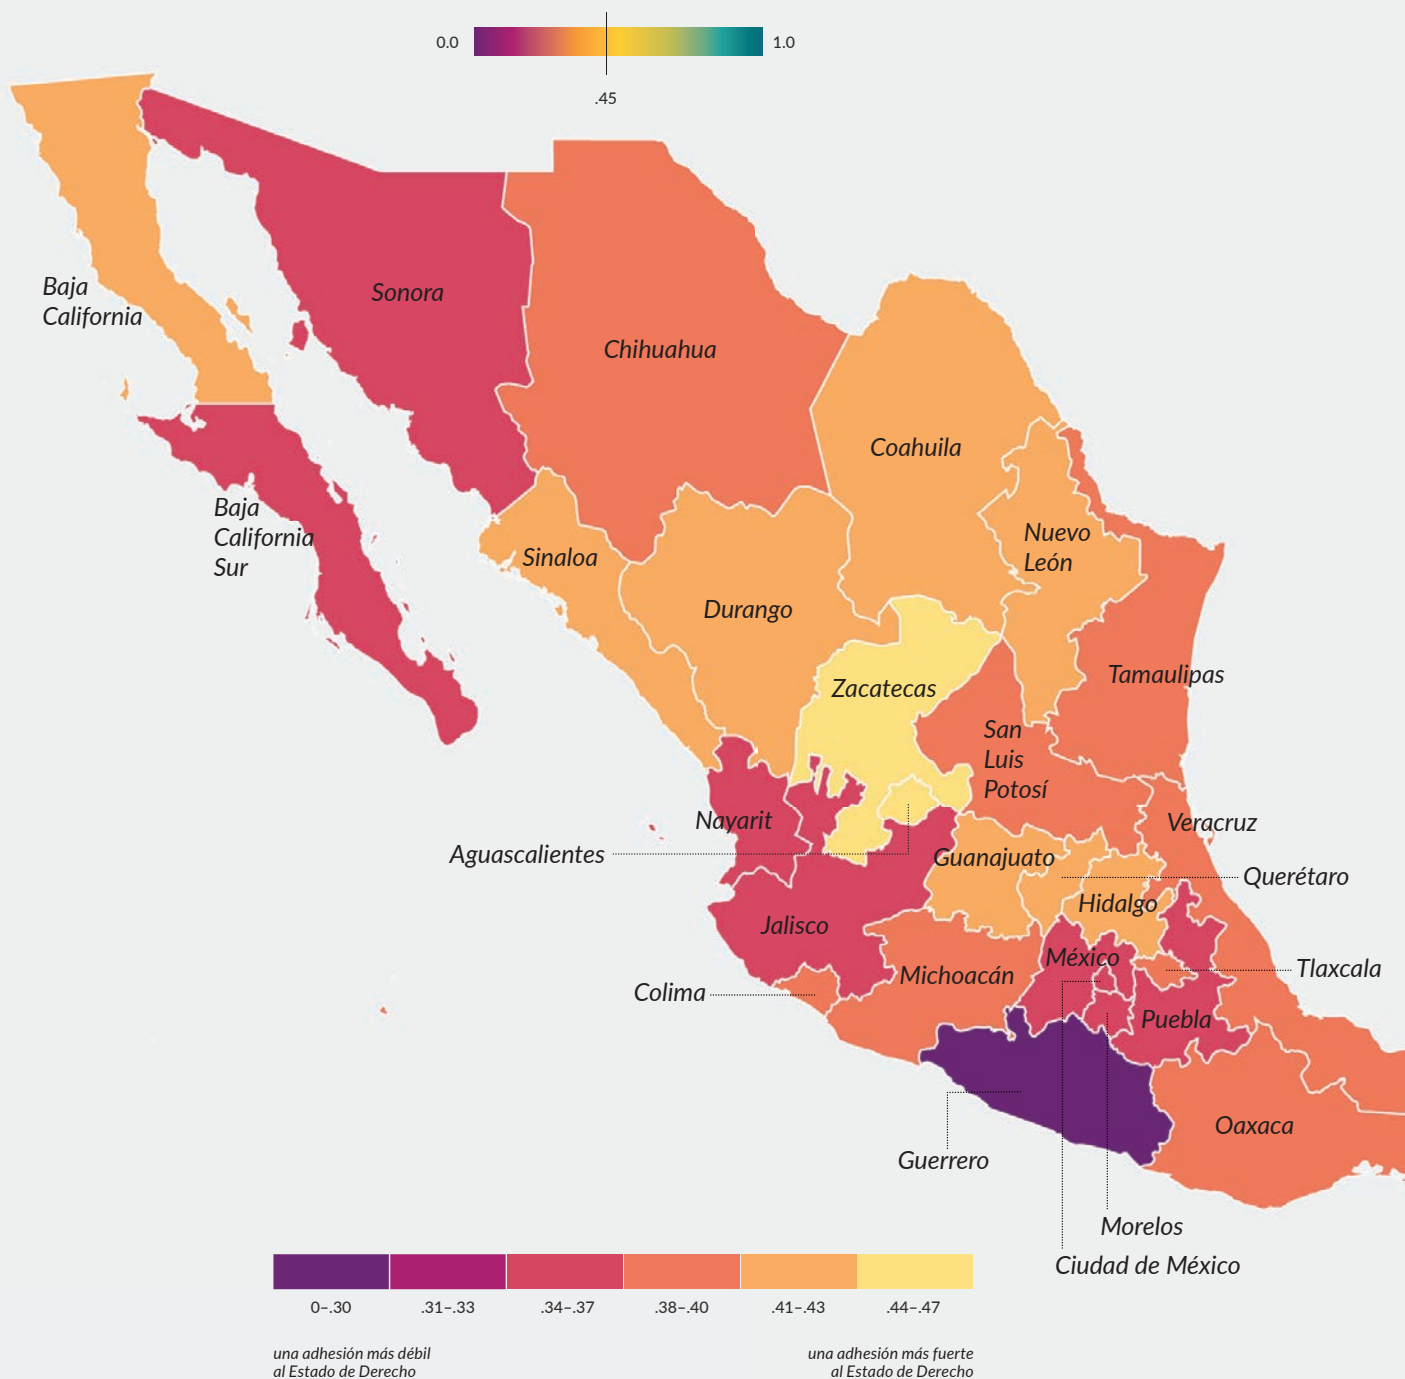 0.0
1.0
.45
Baja
California
Sonora
Chihuahua
Coahuila
Baja
California
Sur
Sinaloa
Nuevo
León
Durango
Tamaulipas
Zacatecas
San
Luis
Potosí
Nayarit
Veracruz
Aguascalientes
Guanajuato
Querétaro
Hidalgo
Jalisco
México
Tlaxcala
Michoacán
Colima
Puebla
Oaxaca
Guerrero
Morelos
Ciudad de México
0–.30
.31–.33
.34–.37
.38–.40
.41–.43
.44–.47
una adhesión más débil
al Estado de Derecho
una adhesión más fuerte
al Estado de Derecho